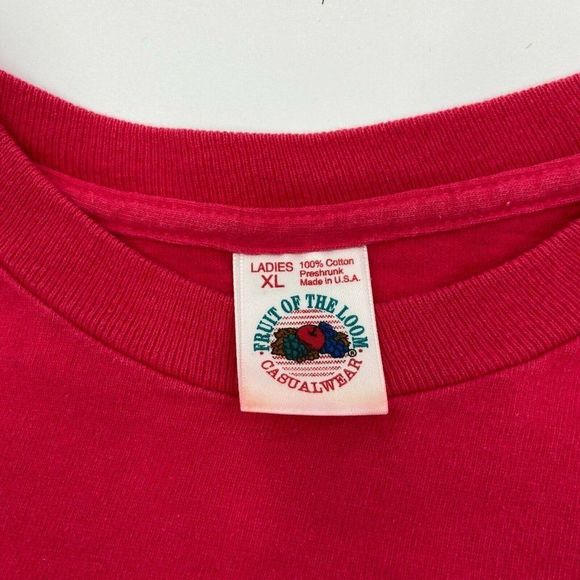 LADIES
XL
100% Cotton
Preshrunk
Made in U.S.A.
FRUIT OF THE LOOM
®
CASUALWEAR